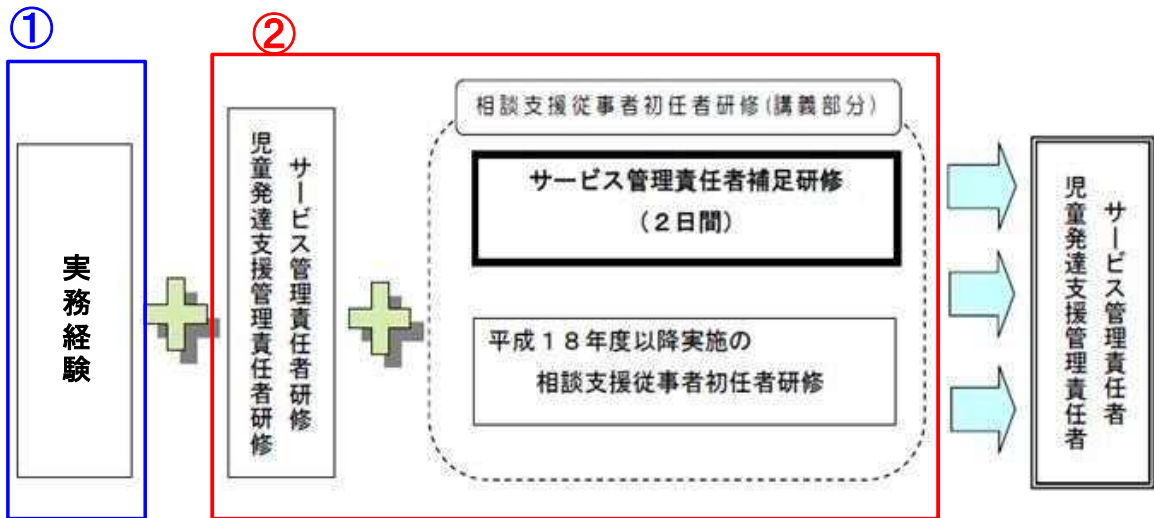 ①
②
実務経験
サービス管理責任者研修
児童発達支援管理責任者研修
相談支援従事者初任者研修(講義部分)
サービス管理責任者補足研修
(2日間)
平成18年度以降実施の
相談支援従事者初任者研修
サービス管理責任者
児童発達支援管理責任者